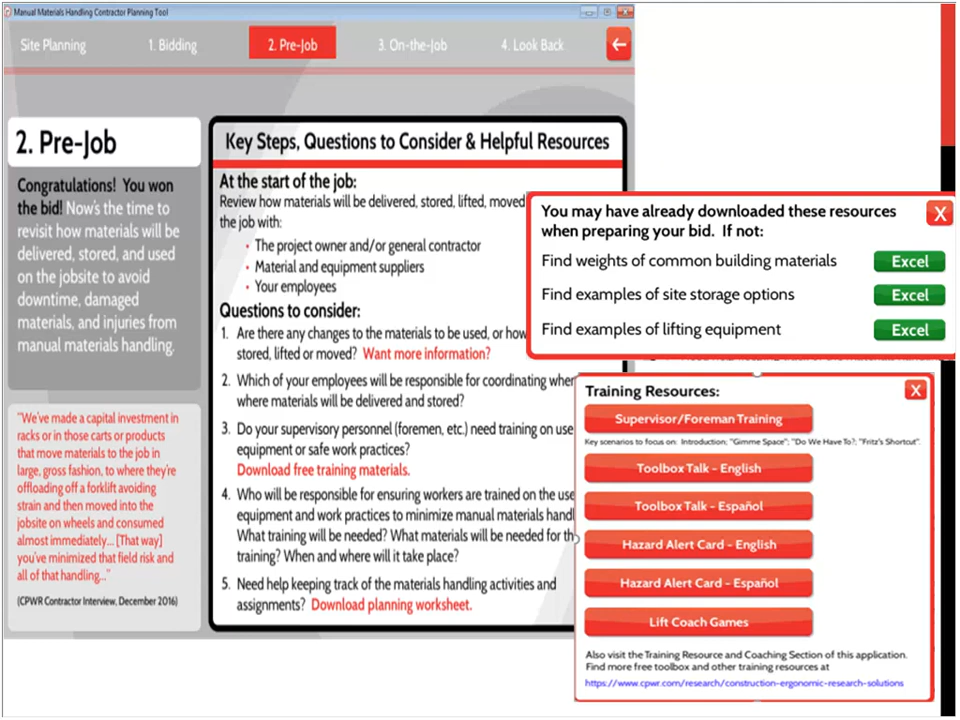 Manual Materials Handling Contractor Planning Tool
Site Planning
1. Bidding
2. Pre-Job
3. On-the-Job
4. Look Back
2. Pre-Job
Congratulations! You won
the bid! Now's the time to
revisit how materials will be
delivered, stored, and used
on the jobsite to avoid
downtime, damaged
materials, and injuries from
manual materials handling.
"We've made a capital investment in
racks or in those carts or products
that move materials to the job in
large, gross fashion, to where they're
offloading off a forklift avoiding
strain and then moved into the
jobsite on wheels and consumed
almost immediately... [That way]
you've minimized that field risk and
all of that handling..."
(CPWR Contractor Interview, December 2016)
Key Steps, Questions to Consider & Helpful Resources
At the start of the job:
Review how materials will be delivered, stored, lifted, moved
the job with:
• The project owner and/or general contractor
• Material and equipment suppliers
• Your employees
Questions to consider:
1. Are there any changes to the materials to be used, or how
stored, lifted or moved? Want more information?
2. Which of your employees will be responsible for coordinating when
where materials will be delivered and stored?
3. Do your supervisory personnel (foremen, etc.) need training on use
equipment or safe work practices?
Download free training materials.
4. Who will be responsible for ensuring workers are trained on the use
equipment and work practices to minimize manual materials handl
What training will be needed? What materials will be needed for th
training? When and where will it take place?
5. Need help keeping track of the materials handling activities and
assignments? Download planning worksheet.
You may have already downloaded these resources
when preparing your bid. If not:
X
Find weights of common building materials
Excel
Find examples of site storage options
Excel
Find examples of lifting equipment
Excel
Training Resources:
X
Supervisor/Foreman Training
Key scenarios to focus on: Introduction; "Gimme Space"; "Do We Have To?; "Fritz's Shortcut".
Toolbox Talk – English
Toolbox Talk – Español
Hazard Alert Card – English
Hazard Alert Card – Español
Lift Coach Games
Also visit the Training Resource and Coaching Section of this application.
Find more free toolbox and other training resources at
https://www.cpwr.com/research/construction-ergonomic-research-solutions